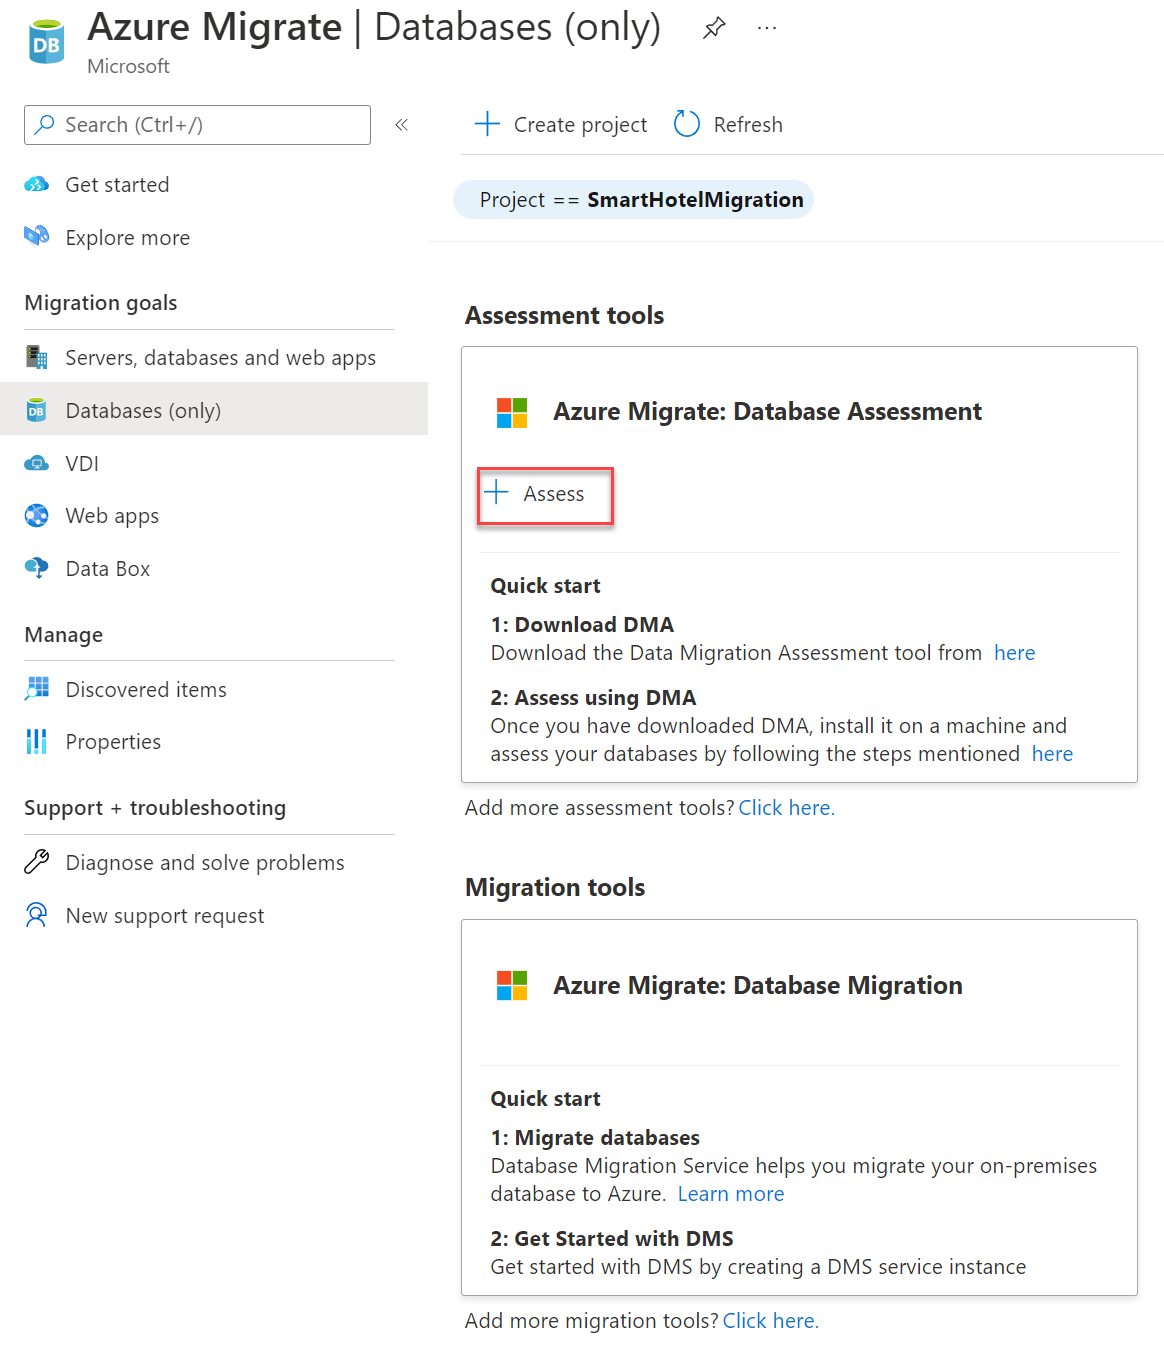 Azure Migrate | Databases (only)
Microsoft
DB
Search (Ctrl+/)
«
Get started
Explore more
Migration goals
Servers, databases and web apps
DB
Databases (only)
VDI
Web apps
Data Box
Manage
Discovered items
Properties
Support + troubleshooting
Diagnose and solve problems
New support request
Create project
Refresh
Project == SmartHotelMigration
Assessment tools
Azure Migrate: Database Assessment
Assess
Quick start
1: Download DMA
Download the Data Migration Assessment tool from here
2: Assess using DMA
Once you have downloaded DMA, install it on a machine and
assess your databases by following the steps mentioned here
Add more assessment tools? Click here.
Migration tools
Azure Migrate: Database Migration
Quick start
1: Migrate databases
Database Migration Service helps you migrate your on-premises
database to Azure. Learn more
2: Get Started with DMS
Get started with DMS by creating a DMS service instance
Add more migration tools? Click here.